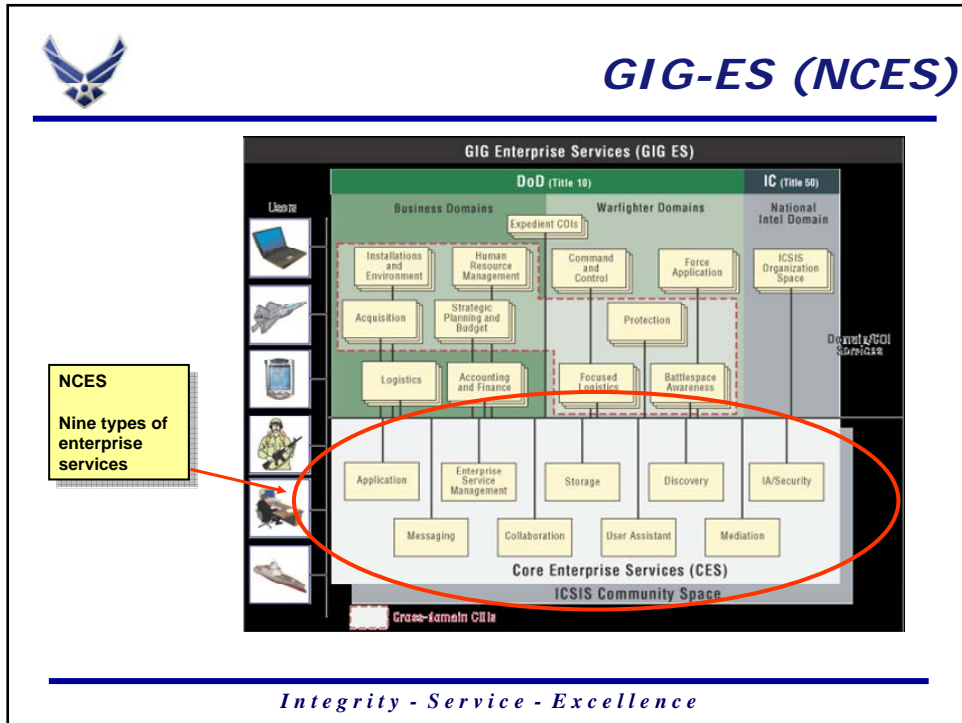 GIG-ES (NCES)
GIG Enterprise Services (GIG ES)
DoD (Title 10)
IC (Title 50)
Users
Business Domains
Warfighter Domains
National
Intel Domain
Expedient COIs
Installations
and
Environment
Human
Resource
Management
Command
and
Control
Force
Application
ICSIS
Organization
Space
Acquisition
Strategic
Planning and
Budget
Protection
Domain/COI
Services
Logistics
Accounting
and Finance
Focused
Logistics
Battlespace
Awareness
NCES
Nine types of
enterprise
services
Application
Enterprise
Service
Management
Storage
Discovery
IA/Security
Messaging
Collaboration
User Assistant
Mediation
Core Enterprise Services (CES)
ICSIS Community Space
Cross-domain COIs
Integrity - Service - Excellence